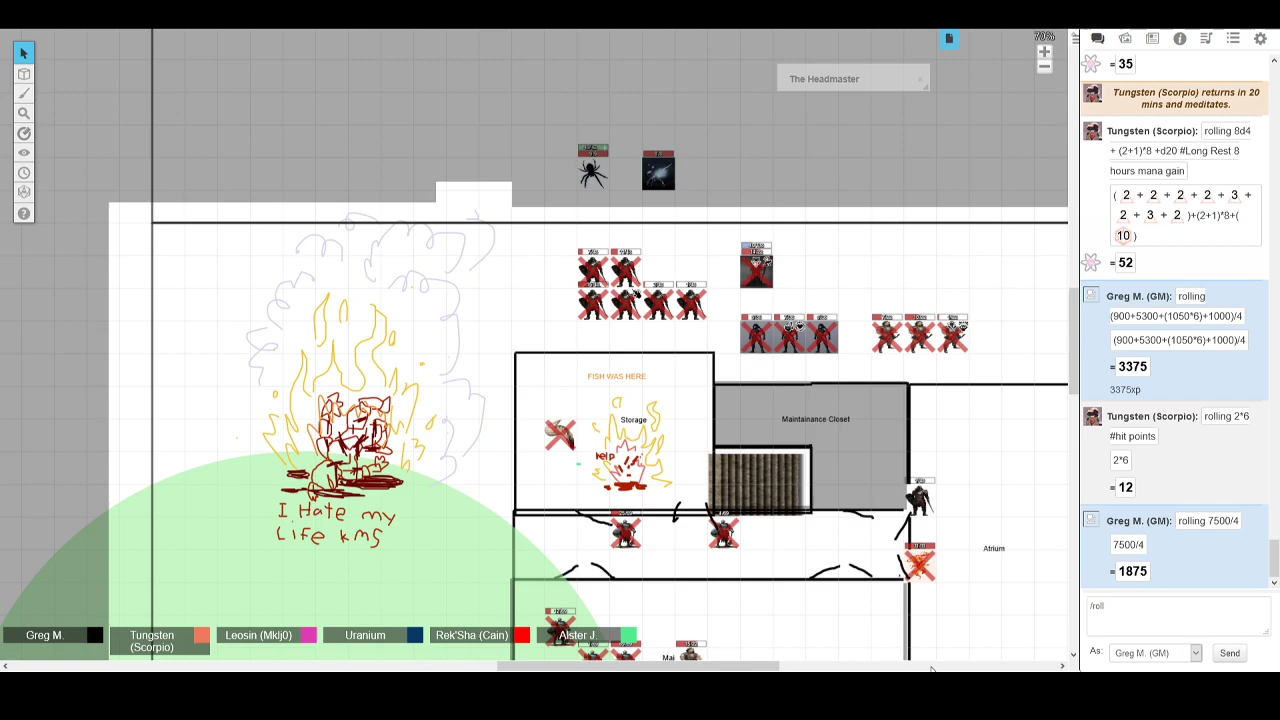 70%
The Headmaster
= 35
Tungsten (Scorpio) returns in 20
mins and meditates.
Tungsten (Scorpio): rolling 8d4
+ (2+1)*8 +d20 #Long Rest 8
hours mana gain
( 2 + 2 + 2 + 2 + 3 +
2 + 3 + 2 )+(2+1)*8+(
10 )
= 52
Greg M. (GM): rolling
(900+5300+(1050*6)+1000)/4
(900+5300+(1050*6)+1000)/4
= 3375
3375xp
Tungsten (Scorpio): rolling 2*6
#hit points
2*6
= 12
Greg M. (GM): rolling 7500/4
7500/4
= 1875
/roll
As: Greg M. (GM) Send
FISH WAS HERE
Storage
Maintainance Closet
help
I Hate my
Life kms
Atrium
Greg M.
Tungsten
(Scorpio)
Leosin (Mklj0)
Uranium
Rek'Sha (Cain)
Alster J.
Mai